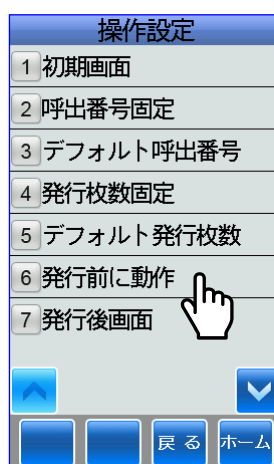 操作設定
1 初期画面
2 呼出番号固定
3 デフォルト呼出番号
4 発行枚数固定
5 デフォルト発行枚数
6 発行前に動作
7 発行後画面
戻る ホーム